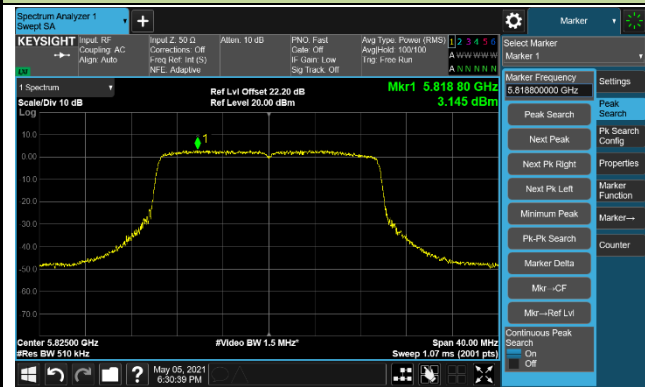 Spectrum Analyzer 1
Swept SA
Marker
KEYSIGHT
Input: RF
Coupling: AC
Align: Auto
Input Z: 50 Ω
Corrections: Off
Freq Ref: Int (S)
NFE: Adaptive
Atten: 10 dB
PNO: Fast
Gate: Off
IF Gain: Low
Sig Track: Off
Avg Type: Power (RMS)
Avg|Hold: 100/100
Trig: Free Run
1 2 3 4 5 6
A W W W W W
A N N N N N
LXI
Select Marker
Marker 1
1 Spectrum
Scale/Div 10 dB
Log
Ref Lvl Offset 22.20 dB
Ref Level 20.00 dBm
Mkr1 5.818 80 GHz
3.145 dBm
10.0
0.00
-10.0
-20.0
-30.0
-40.0
-50.0
-60.0
-70.0
1
Center 5.82500 GHz
#Res BW 510 kHz
#Video BW 1.5 MHz*
Span 40.00 MHz
Sweep 1.07 ms (2001 pts)
Marker Frequency
5.818800000 GHz
Peak Search
Next Peak
Next Pk Right
Next Pk Left
Minimum Peak
Pk-Pk Search
Marker Delta
Mkr→CF
Mkr→Ref Lvl
Continuous Peak
Search
On
Off
Settings
Peak
Search
Pk Search
Config
Properties
Marker
Function
Marker→
Counter
May 05, 2021
6:30:39 PM